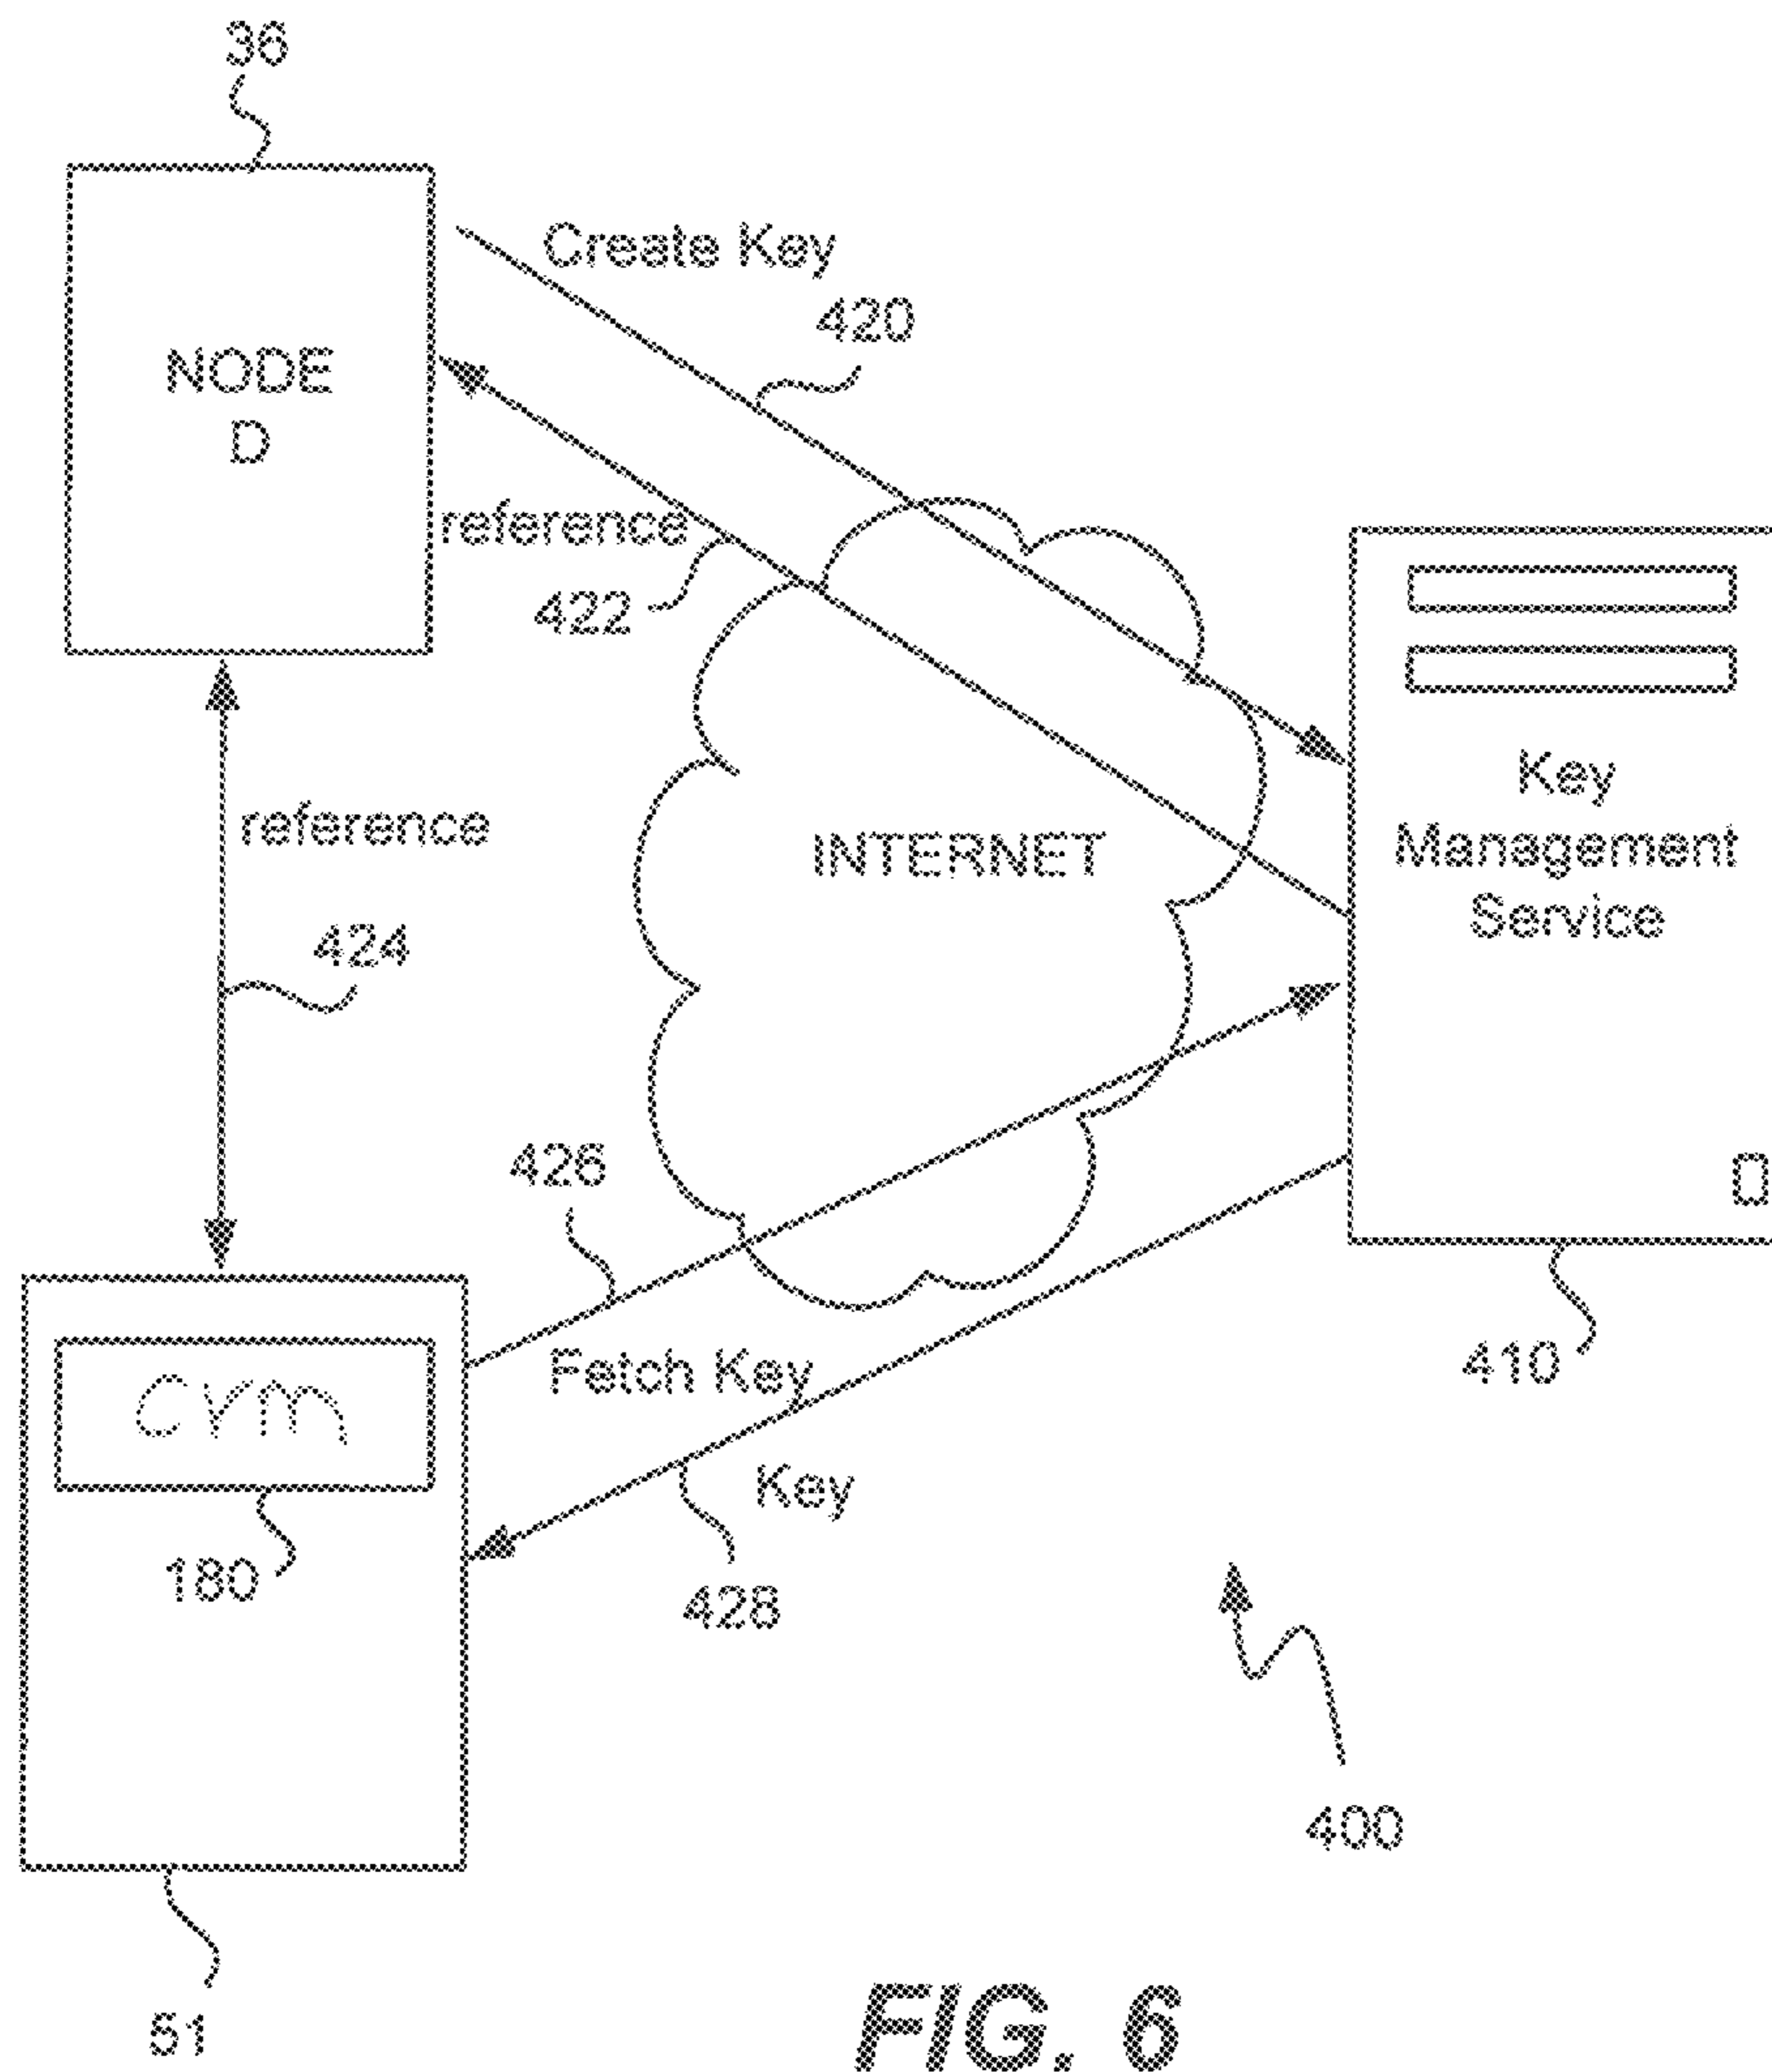 36
NODE
D
Create Key
420
reference
422
reference
424
INTERNET
Key
Management
Service
410
426
Fetch Key
Key
428
CVM
180
51
400
FIG. 6